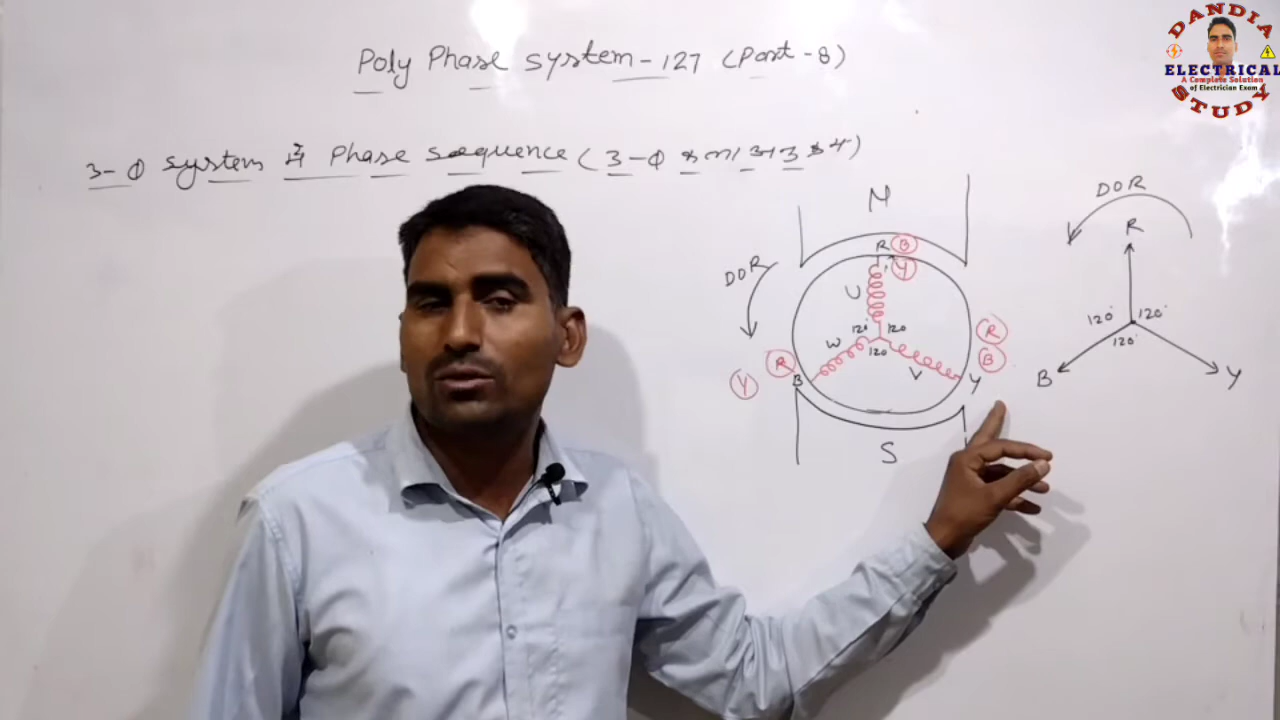 Poly Phase System - 127 (Part - 8)
3-Φ system में Phase sequence (3-Φ का अनुक्रम)
DANDIA
ELECTRICAL
A Complete Solution
of Electrician Exam
STUDY
N
DOR
R B
Y
U
120° 120
120
W
V
R
B
Y
R
B
Y
S
DOR
R
120° 120°
120°
B
Y